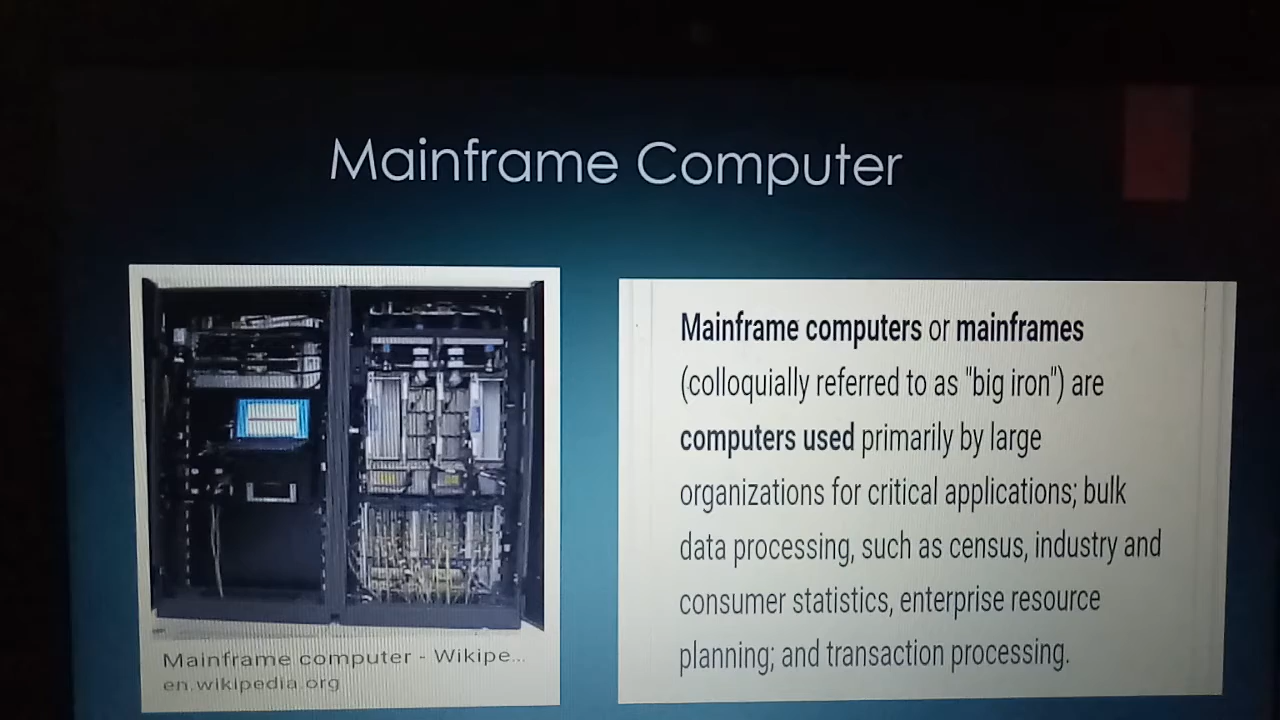 Mainframe Computer
Mainframe computer - Wikipe...
en.wikipedia.org
Mainframe computers or mainframes
(colloquially referred to as "big iron") are
computers used primarily by large
organizations for critical applications; bulk
data processing, such as census, industry and
consumer statistics, enterprise resource
planning; and transaction processing.